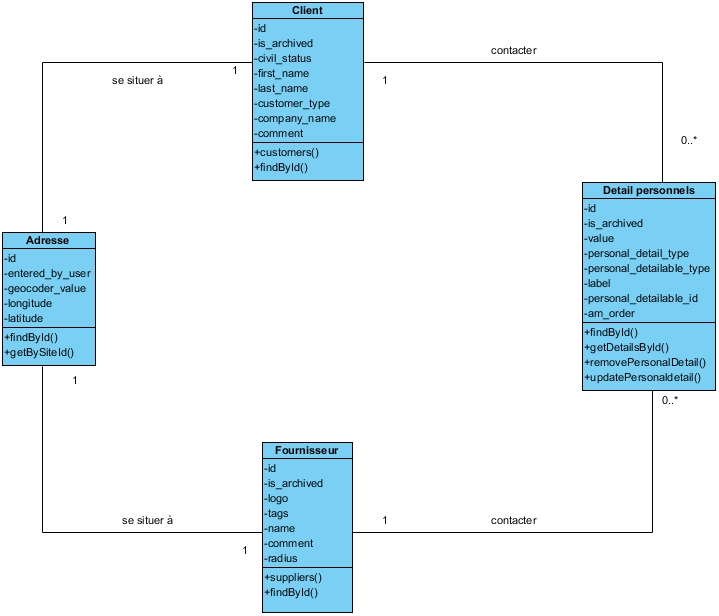 Client
-id
-is_archived
-civil_status
-first_name
-last_name
-customer_type
-company_name
-comment
+customers()
+findById()
se situer à
1
1
contacter
1
0..*
Detail personnels
-id
-is_archived
-value
-personal_detail_type
-personal_detailable_type
-label
-personal_detailable_id
-am_order
+findById()
+getDetailsById()
+removePersonalDetail()
+updatePersonaldetail()
Adresse
-id
-entered_by_user
-geocoder_value
-longitude
-latitude
+findById()
+getBySiteId()
1
0..*
Fournisseur
-id
-is_archived
-logo
-tags
-name
-comment
-radius
+suppliers()
+findById()
se situer à
1
1
contacter